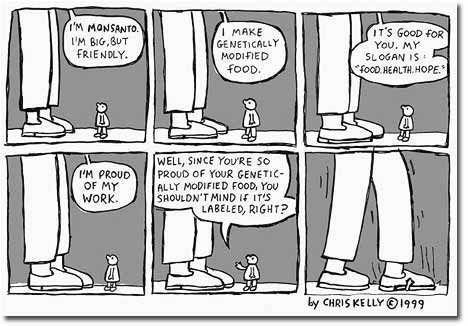 I'M MONSANTO.
I'M BIG, BUT
FRIENDLY.
I MAKE
GENETICALLY
MODIFIED
FOOD.
IT'S GOOD FOR
YOU. MY
SLOGAN IS:
"FOOD. HEALTH. HOPE."
I'M PROUD
OF MY
WORK.
WELL, SINCE YOU'RE SO
PROUD OF YOUR GENETIC-
ALLY MODIFIED FOOD, YOU
SHOULDN'T MIND IF IT'S
LABELED, RIGHT?
by CHRIS KELLY © 1999